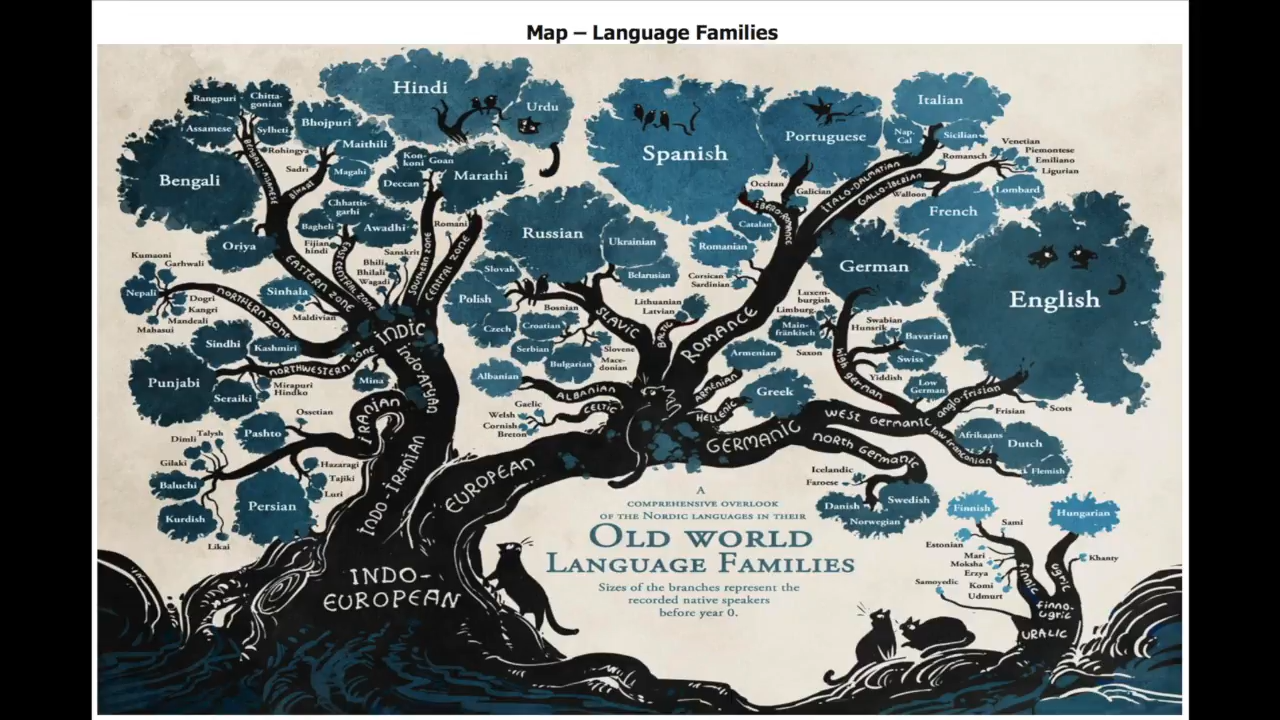 Map – Language Families
Hindi
Urdu
Rangpuri
Chitta-
gonian
Assamese
Sylheti
Bhojpuri
Maithili
Rohingya
Sadri
Magahi
Bengali
BENGALI-ASSAMESE
BIHARI
Kon-
koni
Goan
Deccan
Marathi
Chhattis-
garhi
Bagheli
Awadhi
Fijian
hindi
Sanskrit
Romani
Bhili
Bhilali
Wagadi
Oriya
EASTERN ZONE
EAST CENTRAL ZONE
SOUTHERN ZONE
CENTRAL ZONE
Kumaoni
Garhwali
Nepali
Dogri
Kangri
Mandeali
Mahasui
NORTHERN ZONE
Sinhala
Maldivian
INDIC
Sindhi
Kashmiri
NORTHWESTERN ZONE
Punjabi
Seraiki
Mirapuri
Hindko
Mina
INDO-ARYAN
IRANIAN
Ossetian
Pashto
Talysh
Dimli
Gilaki
Baluchi
Hazaragi
Tajiki
Luri
Persian
Kurdish
Likai
INDO-IRANIAN
INDO-
EUROPEAN
EUROPEAN
Spanish
Portuguese
Italian
Nap.
Cal
Sicilian
Venetian
Piemontese
Emiliano
Ligurian
Romansch
Lombard
Walloon
French
Occitan
Galician
Catalan
IBERO-ROMANCE
ITALO-DALMATIAN
GALLO-IBERIAN
Romanian
Corsican
Sardinian
ROMANCE
Russian
Ukrainian
Belarusian
Slovak
Polish
Czech
Bosnian
Croatian
Serbian
Bulgarian
Slovene
Mace-
donian
SLAVIC
Lithuanian
Latvian
BALTIC
Albanian
ALBANIAN
Gaelic
Welsh
Cornish
Breton
CELTIC
Armenian
ARMENIAN
Greek
HELLENIC
German
English
Luxem-
burgish
Limburg.
Main-
fränkisch
Saxon
Swabian
Hunarik
Bavarian
Swiss
Yiddish
Low
German
high german
anglo-frisian
Frisian
Scots
GERMANIC
WEST Germanic
North Germanic
low franconian
Afrikaans
Dutch
Flemish
Icelandic
Faroese
Danish
Swedish
Norwegian
A
comprehensive overlook
of the Nordic languages in their
Old world
Language Families
Sizes of the branches represent the
recorded native speakers
before year 0.
Finnish
Hungarian
Sami
Estonian
Mari
Moksha
Erzya
Komi
Udmurt
Samoyedic
Khanty
finnic
ugric
finno-
ugric
URALIC